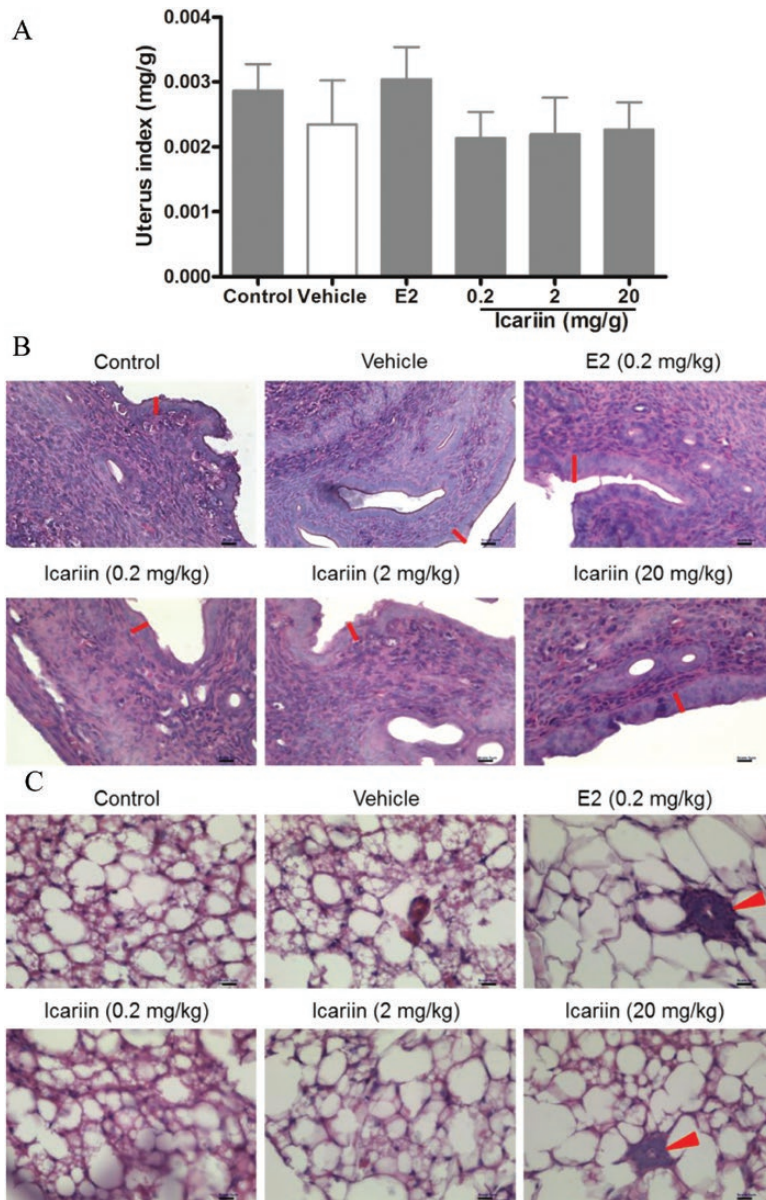 A
Uterus index (mg/g)
0.004
0.003
0.002
0.001
0.000
Control Vehicle E2 0.2 2 20
Icariin (mg/g)
B
Control Vehicle E2 (0.2 mg/kg)
Icariin (0.2 mg/kg) Icariin (2 mg/kg) Icariin (20 mg/kg)
C
Control Vehicle E2 (0.2 mg/kg)
Icariin (0.2 mg/kg) Icariin (2 mg/kg) Icariin (20 mg/kg)